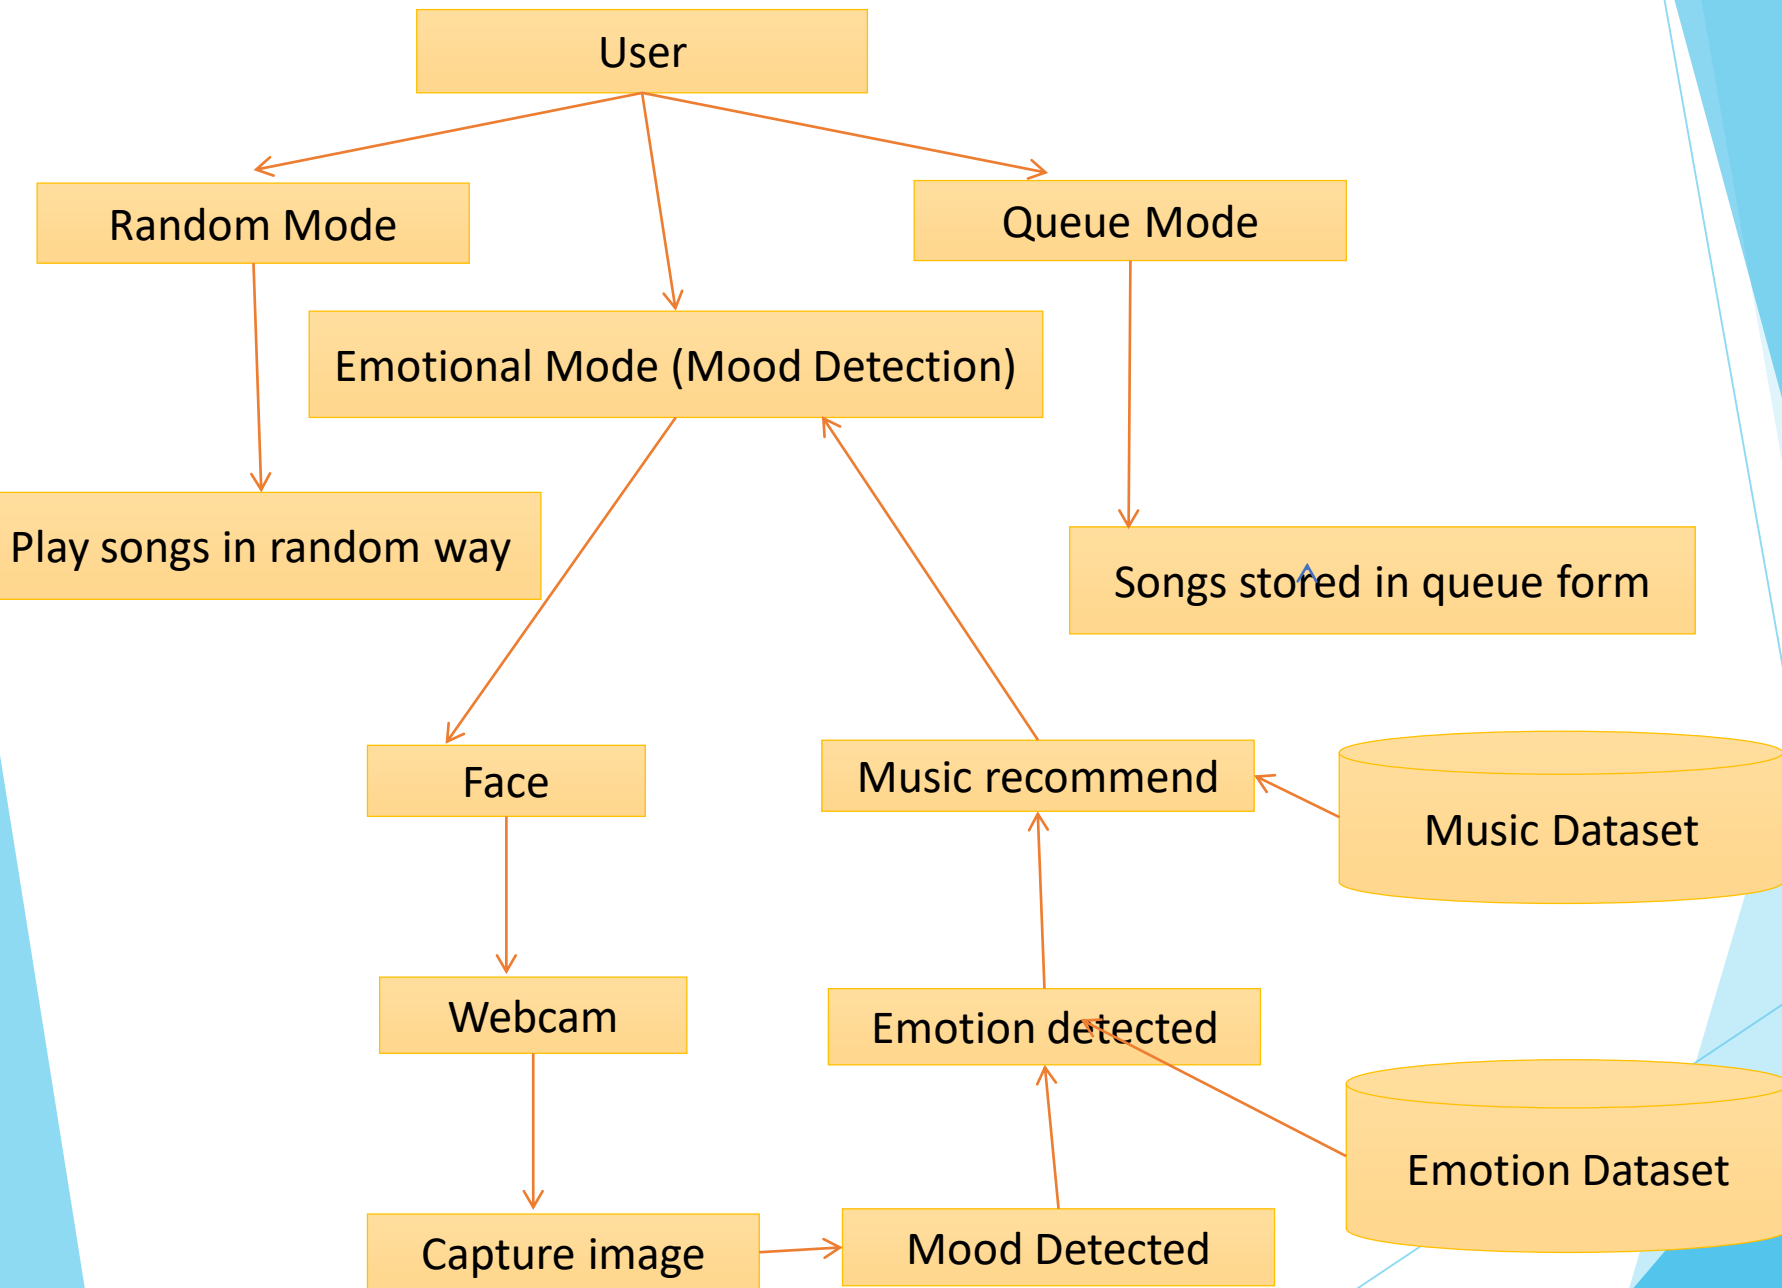 User
Random Mode
Queue Mode
Emotional Mode (Mood Detection)
Play songs in random way
Songs stored in queue form
Face
Music recommend
Music Dataset
Webcam
Emotion detected
Emotion Dataset
Capture image
Mood Detected